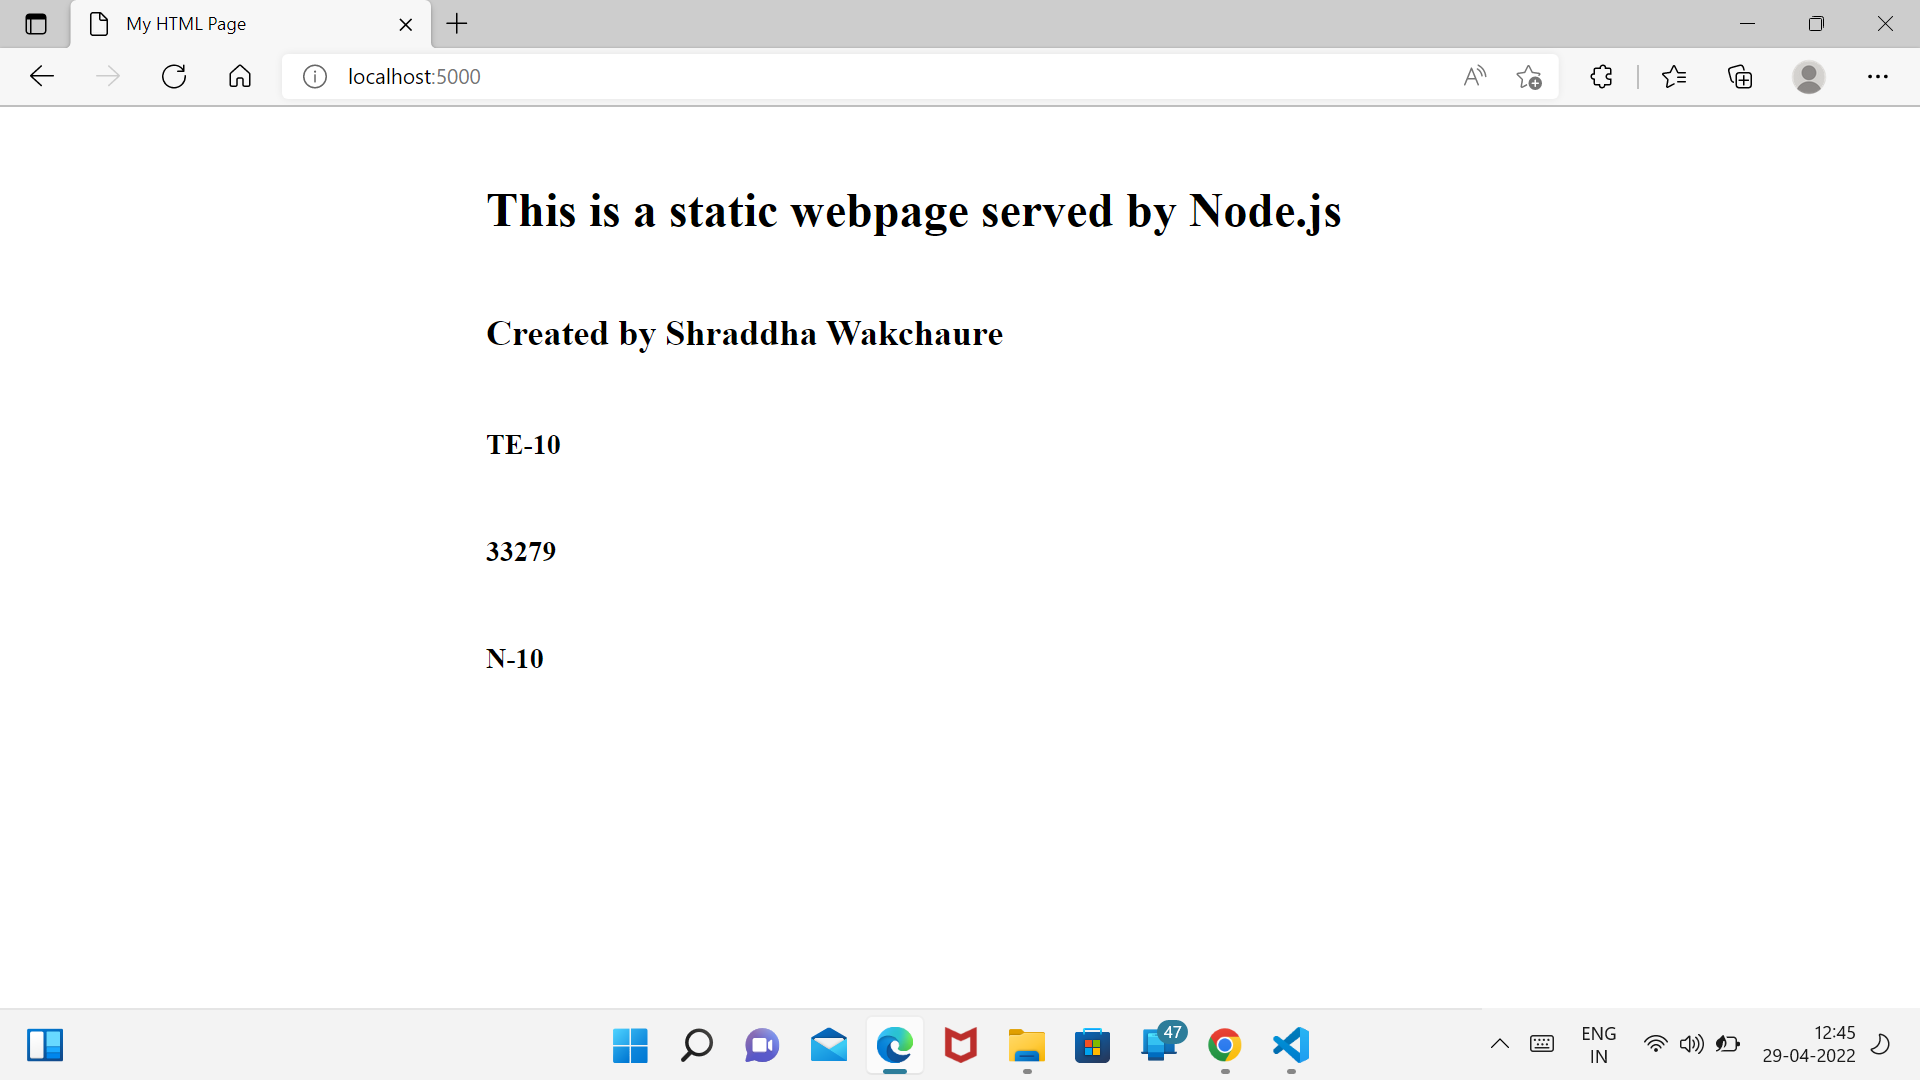 My HTML Page
localhost:5000
This is a static webpage served by Node.js
Created by Shraddha Wakchaure
TE-10
33279
N-10
47
ENG
IN
12:45
29-04-2022